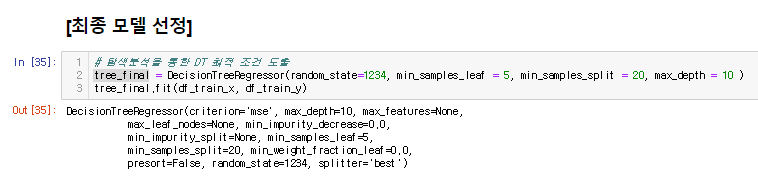 [최종 모델 선정]
In [35]:
1 # 탐색분석을 통한 DT 최적 조건 도출
2 tree_final = DecisionTreeRegressor(random_state=1234, min_samples_leaf = 5, min_samples_split = 20, max_depth = 10 )
3 tree_final.fit(df_train_x, df_train_y)
Out[35]: DecisionTreeRegressor(criterion='mse', max_depth=10, max_features=None,
max_leaf_nodes=None, min_impurity_decrease=0.0,
min_impurity_split=None, min_samples_leaf=5,
min_samples_split=20, min_weight_fraction_leaf=0.0,
presort=False, random_state=1234, splitter='best')